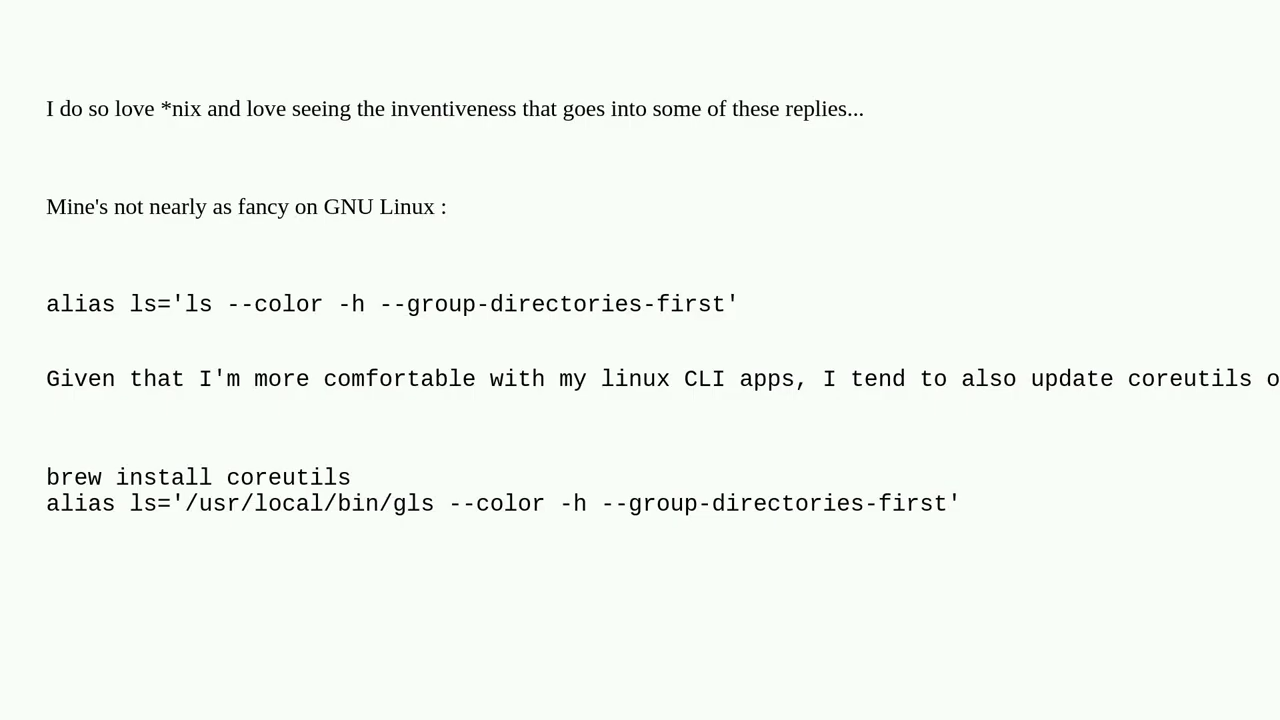 I do so love *nix and love seeing the inventiveness that goes into some of these replies...
Mine's not nearly as fancy on GNU Linux :
alias ls='ls --color -h --group-directories-first'
Given that I'm more comfortable with my linux CLI apps, I tend to also update coreutils o
brew install coreutils
alias ls='/usr/local/bin/gls --color -h --group-directories-first'